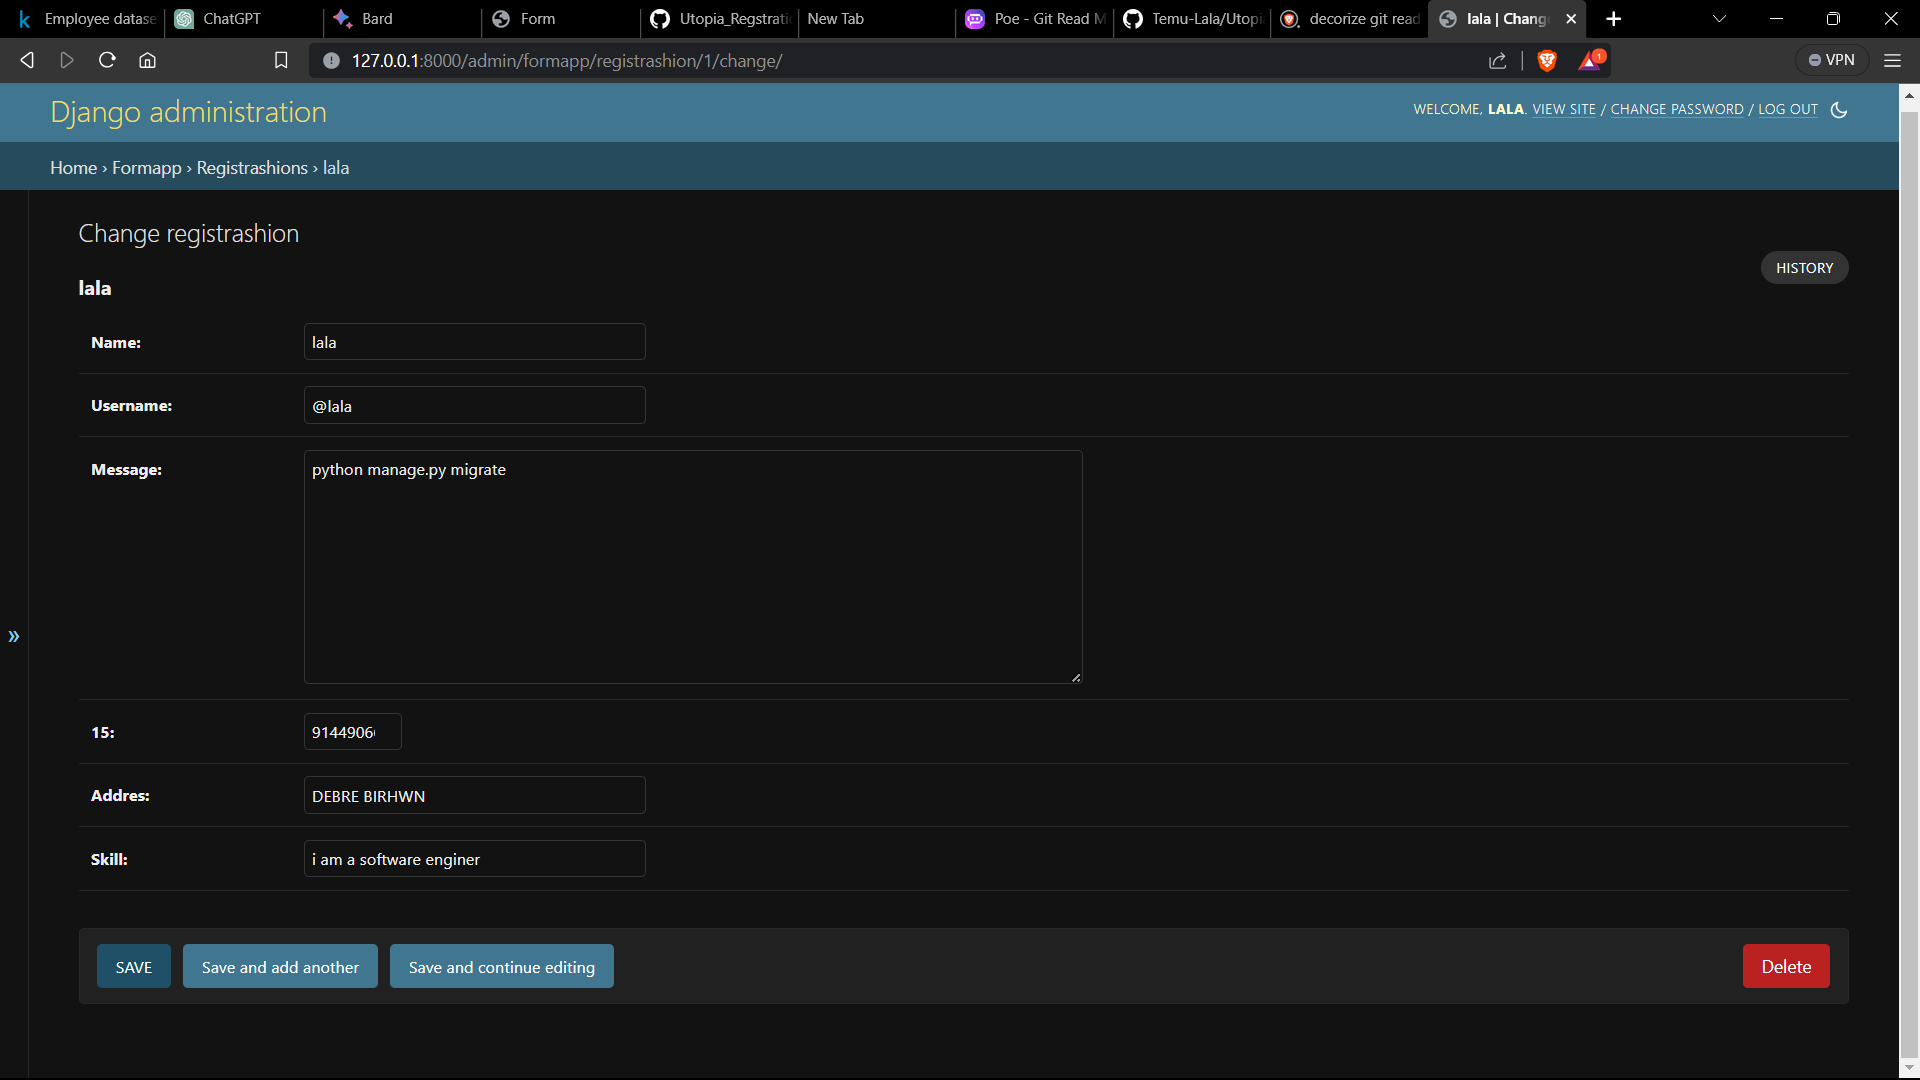 Employee datase
ChatGPT
Bard
Form
Utopia_Regstrati
New Tab
Poe - Git Read M
Temu-Lala/Utopi
decorize git read
lala | Chang
127.0.0.1:8000/admin/formapp/registrashion/1/change/
1
VPN
Django administration
WELCOME, LALA. VIEW SITE / CHANGE PASSWORD / LOG OUT
Home › Formapp › Registrashions › lala
Change registrashion
HISTORY
lala
Name: lala
Username: @lala
Message: python manage.py migrate
»
15: 9144906
Addres: DEBRE BIRHWN
Skill: i am a software enginer
SAVE
Save and add another
Save and continue editing
Delete